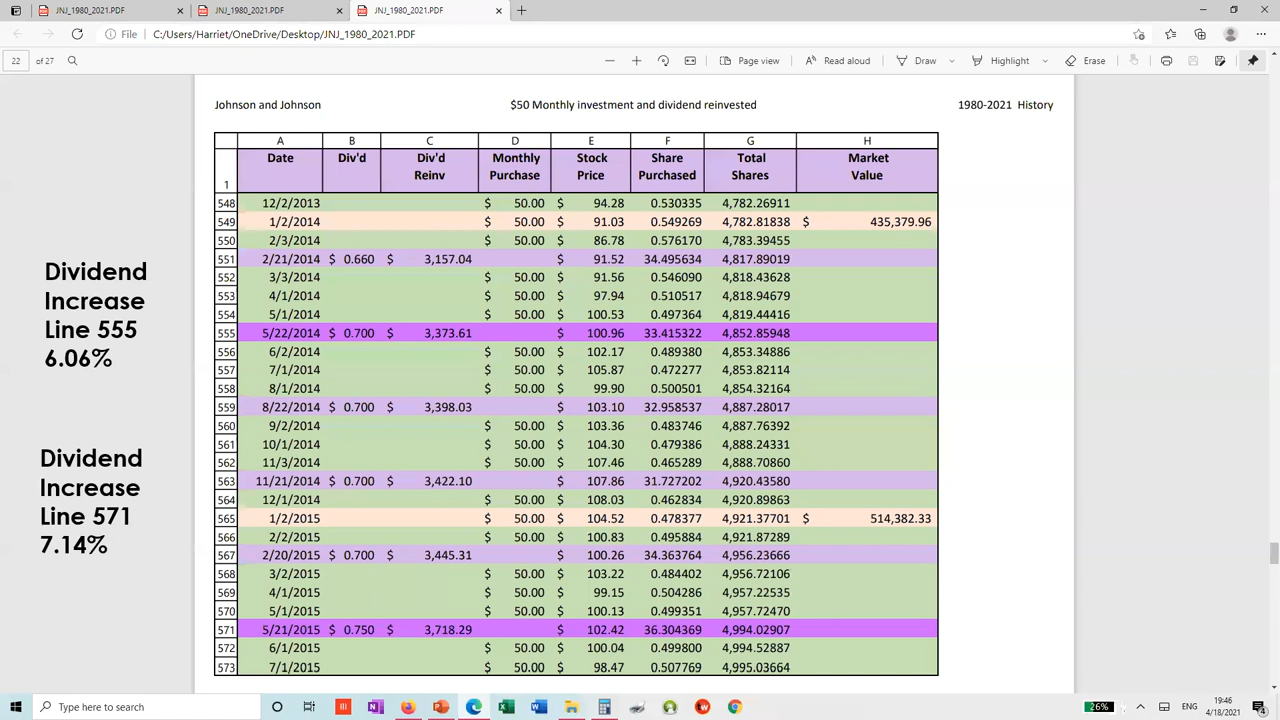 JNJ_1980_2021.PDF
JNJ_1980_2021.PDF
JNJ_1980_2021.PDF
File C:/Users/Harriet/OneDrive/Desktop/JNJ_1980_2021.PDF
22 of 27 Page view Read aloud Draw Highlight Erase
Johnson and Johnson $50 Monthly investment and dividend reinvested 1980-2021 History
A B C D E F G H
1 Date Div'd Div'd Reinv Monthly Purchase Stock Price Share Purchased Total Shares Market Value
548 12/2/2013 $ 50.00 $ 94.28 0.530335 4,782.26911
549 1/2/2014 $ 50.00 $ 91.03 0.549269 4,782.81838 $ 435,379.96
550 2/3/2014 $ 50.00 $ 86.78 0.576170 4,783.39455
551 2/21/2014 $ 0.660 $ 3,157.04 $ 91.52 34.495634 4,817.89019
552 3/3/2014 $ 50.00 $ 91.56 0.546090 4,818.43628
553 4/1/2014 $ 50.00 $ 97.94 0.510517 4,818.94679
554 5/1/2014 $ 50.00 $ 100.53 0.497364 4,819.44416
555 5/22/2014 $ 0.700 $ 3,373.61 $ 100.96 33.415322 4,852.85948
556 6/2/2014 $ 50.00 $ 102.17 0.489380 4,853.34886
557 7/1/2014 $ 50.00 $ 105.87 0.472277 4,853.82114
558 8/1/2014 $ 50.00 $ 99.90 0.500501 4,854.32164
559 8/22/2014 $ 0.700 $ 3,398.03 $ 103.10 32.958537 4,887.28017
560 9/2/2014 $ 50.00 $ 103.36 0.483746 4,887.76392
561 10/1/2014 $ 50.00 $ 104.30 0.479386 4,888.24331
562 11/3/2014 $ 50.00 $ 107.46 0.465289 4,888.70860
563 11/21/2014 $ 0.700 $ 3,422.10 $ 107.86 31.727202 4,920.43580
564 12/1/2014 $ 50.00 $ 108.03 0.462834 4,920.89863
565 1/2/2015 $ 50.00 $ 104.52 0.478377 4,921.37701 $ 514,382.33
566 2/2/2015 $ 50.00 $ 100.83 0.495884 4,921.87289
567 2/20/2015 $ 0.700 $ 3,445.31 $ 100.26 34.363764 4,956.23666
568 3/2/2015 $ 50.00 $ 103.22 0.484402 4,956.72106
569 4/1/2015 $ 50.00 $ 99.15 0.504286 4,957.22535
570 5/1/2015 $ 50.00 $ 100.13 0.499351 4,957.72470
571 5/21/2015 $ 0.750 $ 3,718.29 $ 102.42 36.304369 4,994.02907
572 6/1/2015 $ 50.00 $ 100.04 0.499800 4,994.52887
573 7/1/2015 $ 50.00 $ 98.47 0.507769 4,995.03664
Dividend
Increase
Line 555
6.06%
Dividend
Increase
Line 571
7.14%
Type here to search
26%
ENG
19:46
4/18/2021
4